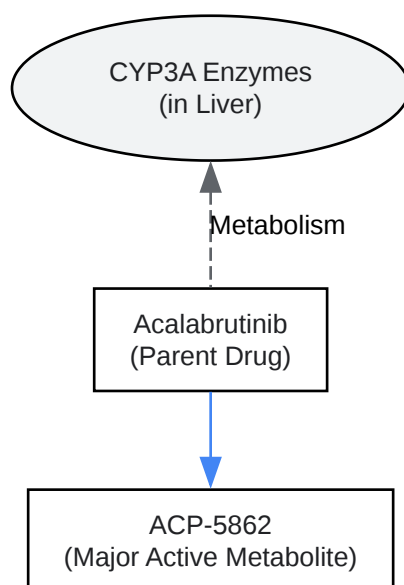 CYP3A Enzymes
(in Liver)
Metabolism
Acalabrutinib
(Parent Drug)
ACP-5862
(Major Active Metabolite)